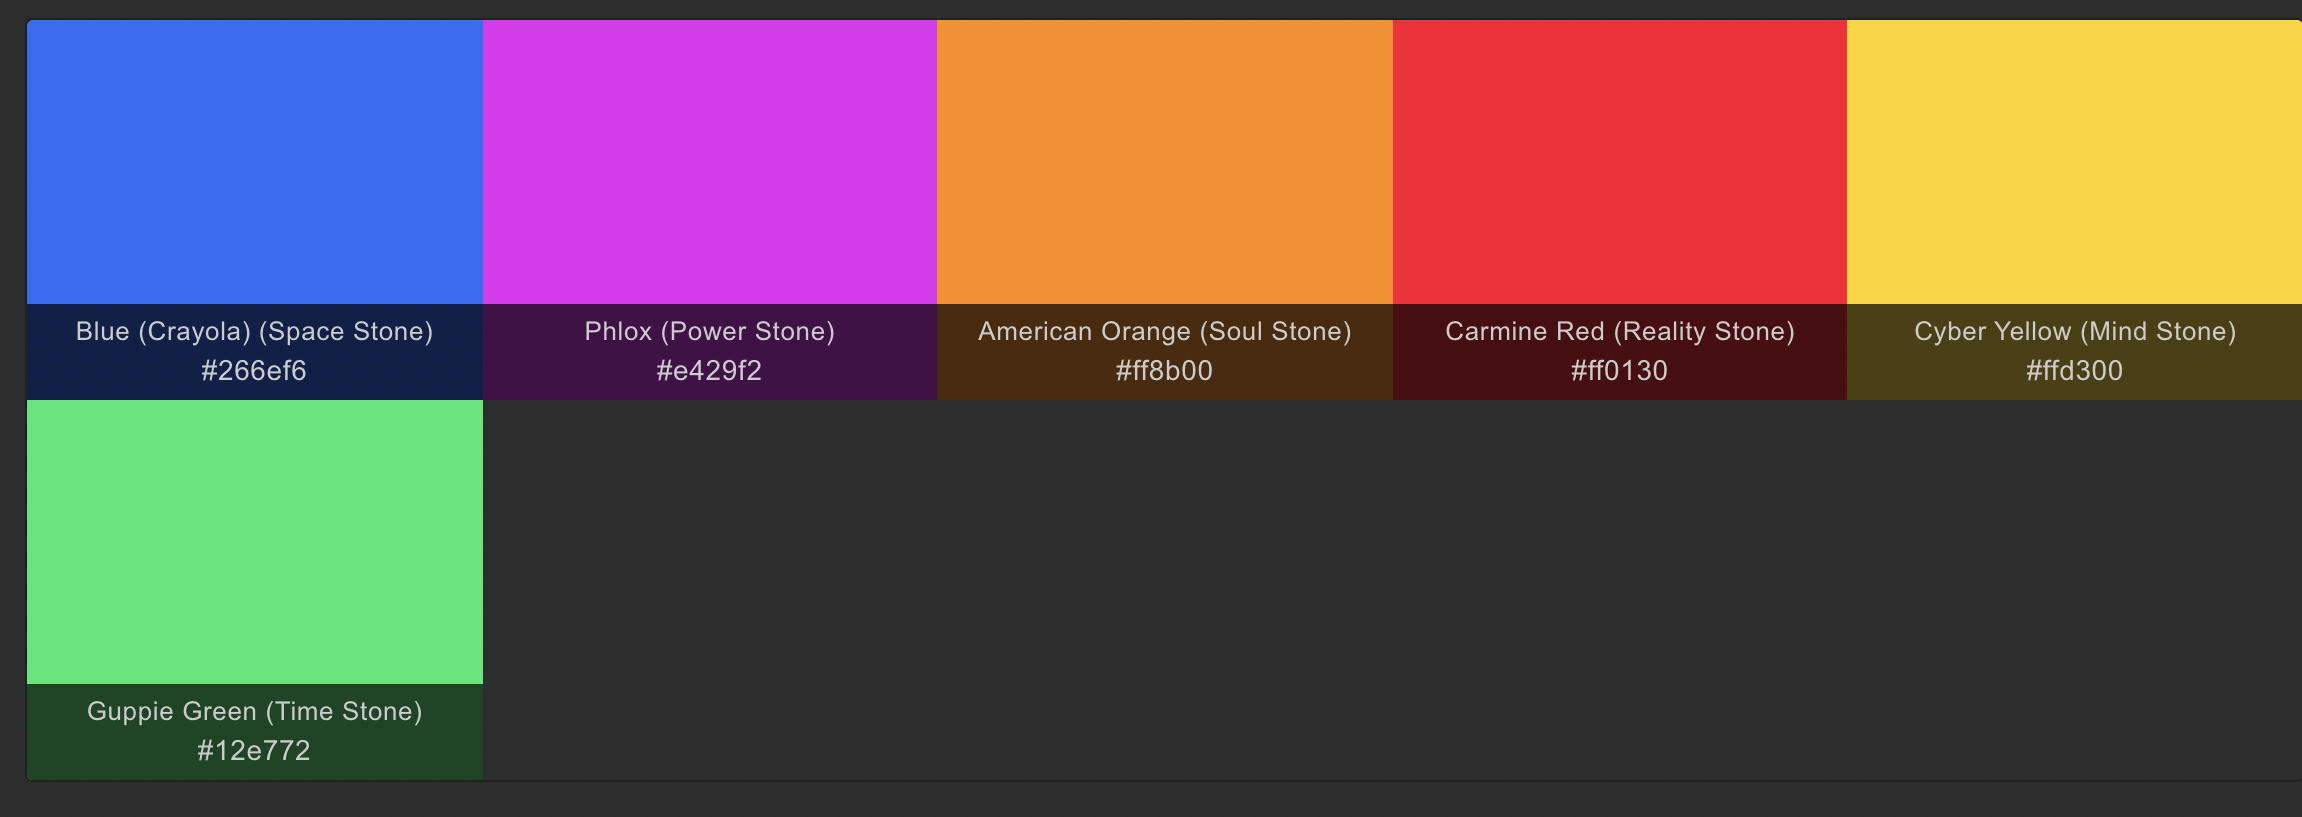 Blue (Crayola) (Space Stone)
#266ef6
Phlox (Power Stone)
#e429f2
American Orange (Soul Stone)
#ff8b00
Carmine Red (Reality Stone)
#ff0130
Cyber Yellow (Mind Stone)
#ffd300
Guppie Green (Time Stone)
#12e772